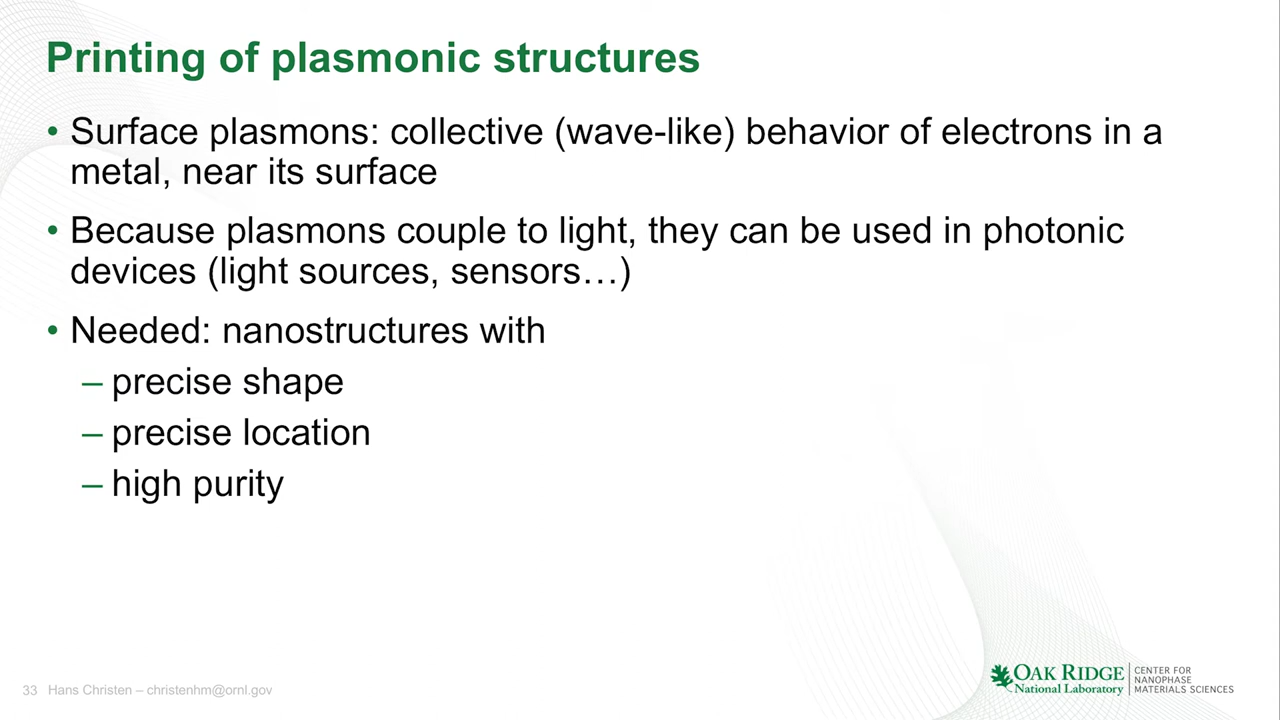 Printing of plasmonic structures
• Surface plasmons: collective (wave-like) behavior of electrons in a
metal, near its surface
• Because plasmons couple to light, they can be used in photonic
devices (light sources, sensors…)
• Needed: nanostructures with
– precise shape
– precise location
– high purity
33 Hans Christen – christenhm@ornl.gov
OAK RIDGE
National Laboratory
CENTER FOR
NANOPHASE
MATERIALS SCIENCES